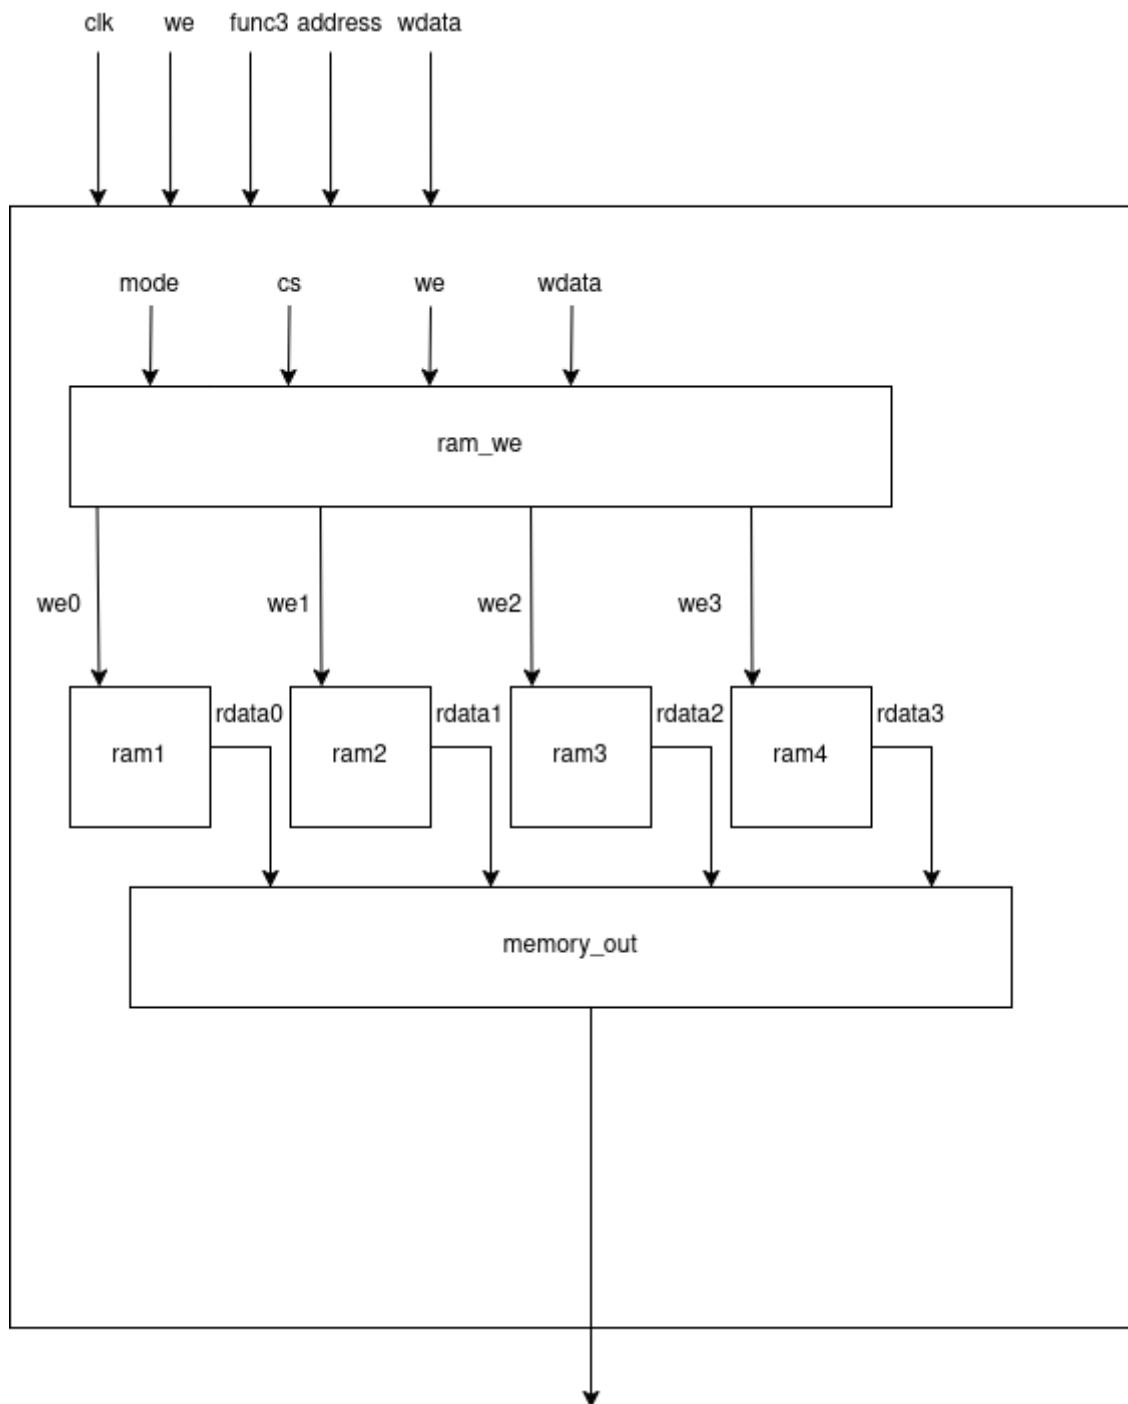 clk we func3 address wdata
mode cs we wdata
ram_we
we0 we1 we2 we3
rdata0 rdata1 rdata2 rdata3
ram1 ram2 ram3 ram4
memory_out